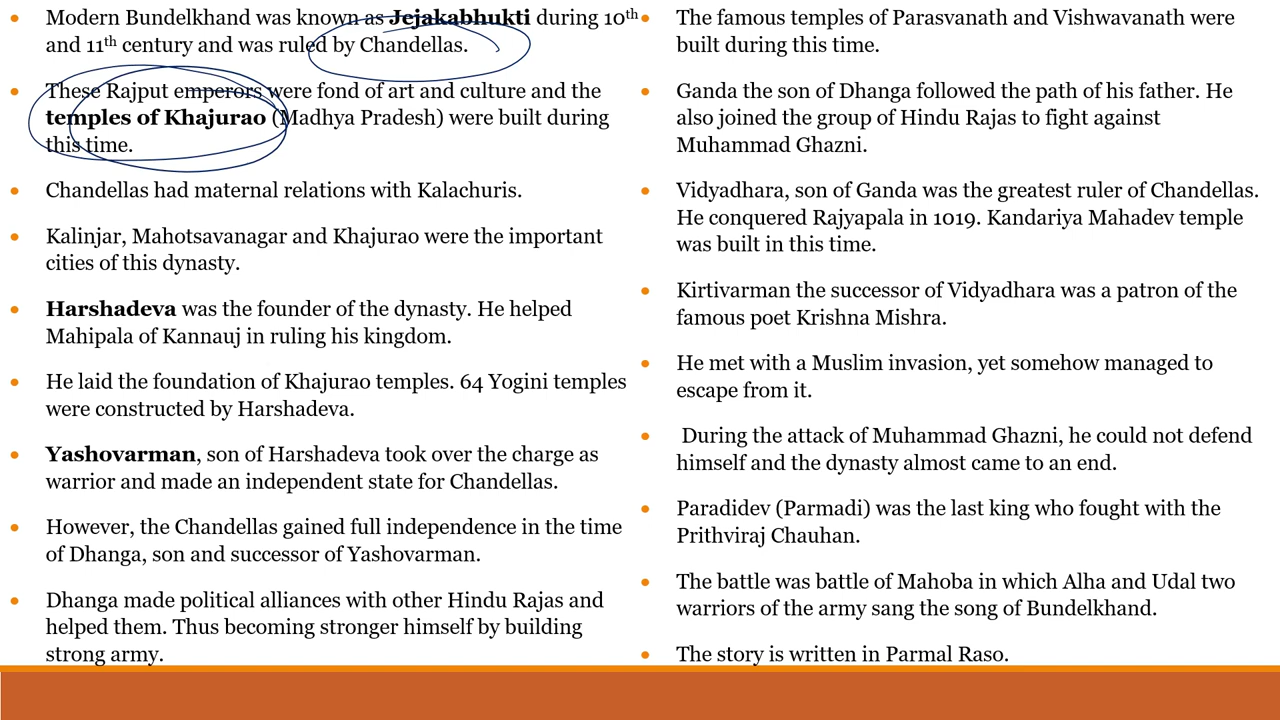 • Modern Bundelkhand was known as Jejakabhukti during 10th
and 11th century and was ruled by Chandellas.
• These Rajput emperors were fond of art and culture and the
temples of Khajurao (Madhya Pradesh) were built during
this time.
• Chandellas had maternal relations with Kalachuris.
• Kalinjar, Mahotsavanagar and Khajurao were the important
cities of this dynasty.
• Harshadeva was the founder of the dynasty. He helped
Mahipala of Kannauj in ruling his kingdom.
• He laid the foundation of Khajurao temples. 64 Yogini temples
were constructed by Harshadeva.
• Yashovarman, son of Harshadeva took over the charge as
warrior and made an independent state for Chandellas.
• However, the Chandellas gained full independence in the time
of Dhanga, son and successor of Yashovarman.
• Dhanga made political alliances with other Hindu Rajas and
helped them. Thus becoming stronger himself by building
strong army.
• The famous temples of Parasvanath and Vishwavanath were
built during this time.
• Ganda the son of Dhanga followed the path of his father. He
also joined the group of Hindu Rajas to fight against
Muhammad Ghazni.
• Vidyadhara, son of Ganda was the greatest ruler of Chandellas.
He conquered Rajyapala in 1019. Kandariya Mahadev temple
was built in this time.
• Kirtivarman the successor of Vidyadhara was a patron of the
famous poet Krishna Mishra.
• He met with a Muslim invasion, yet somehow managed to
escape from it.
• During the attack of Muhammad Ghazni, he could not defend
himself and the dynasty almost came to an end.
• Paradidev (Parmadi) was the last king who fought with the
Prithviraj Chauhan.
• The battle was battle of Mahoba in which Alha and Udal two
warriors of the army sang the song of Bundelkhand.
• The story is written in Parmal Raso.